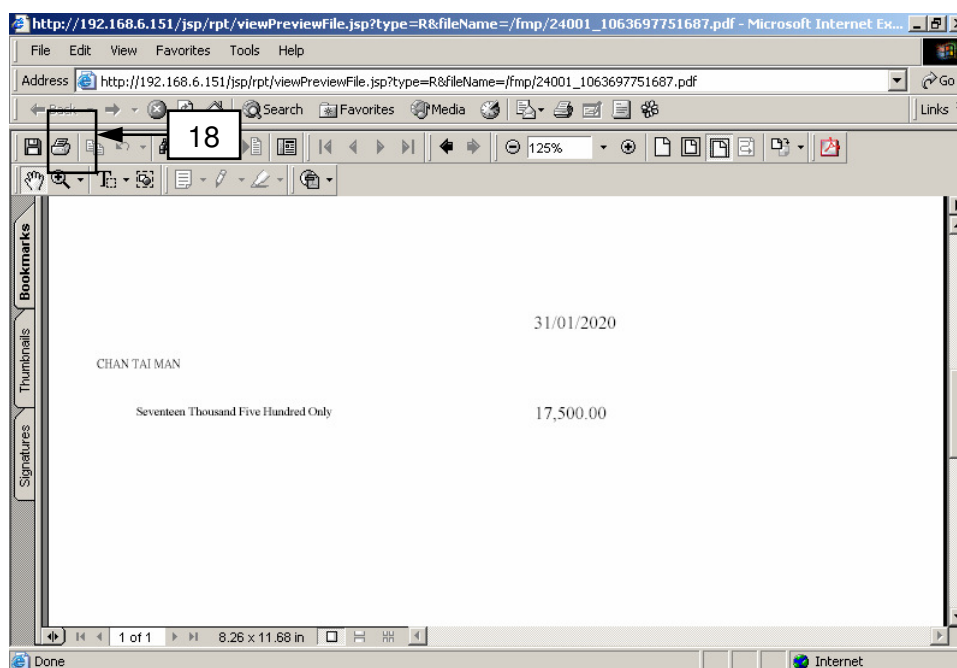 http://192.168.6.151/jsp/rpt/viewPreviewFile.jsp?type=R&fileName=/fmp/24001_1063697751687.pdf - Microsoft Internet Ex...
File Edit View Favorites Tools Help
Address http://192.168.6.151/jsp/rpt/viewPreviewFile.jsp?type=R&fileName=/fmp/24001_1063697751687.pdf Go
Search Favorites Media Links
18
125%
Bookmarks
Thumbnails
Signatures
31/01/2020
CHAN TAI MAN
Seventeen Thousand Five Hundred Only 17,500.00
1 of 1 8.26 x 11.68 in
Done Internet